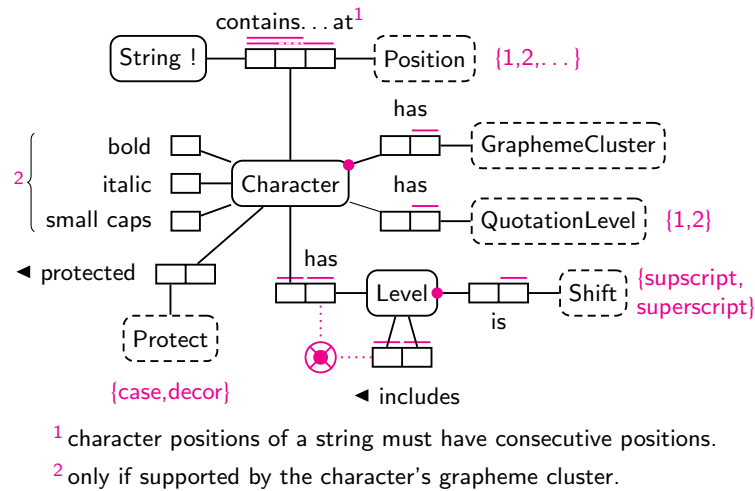 contains...at1
String !
Position
{1,2,...}
has
bold
GraphemeCluster
2
italic
Character
has
small caps
QuotationLevel
{1,2}
◄ protected
has
Level
Shift
{supscript,
superscript}
is
Protect
{case,decor}
◄ includes
1 character positions of a string must have consecutive positions.
2 only if supported by the character's grapheme cluster.